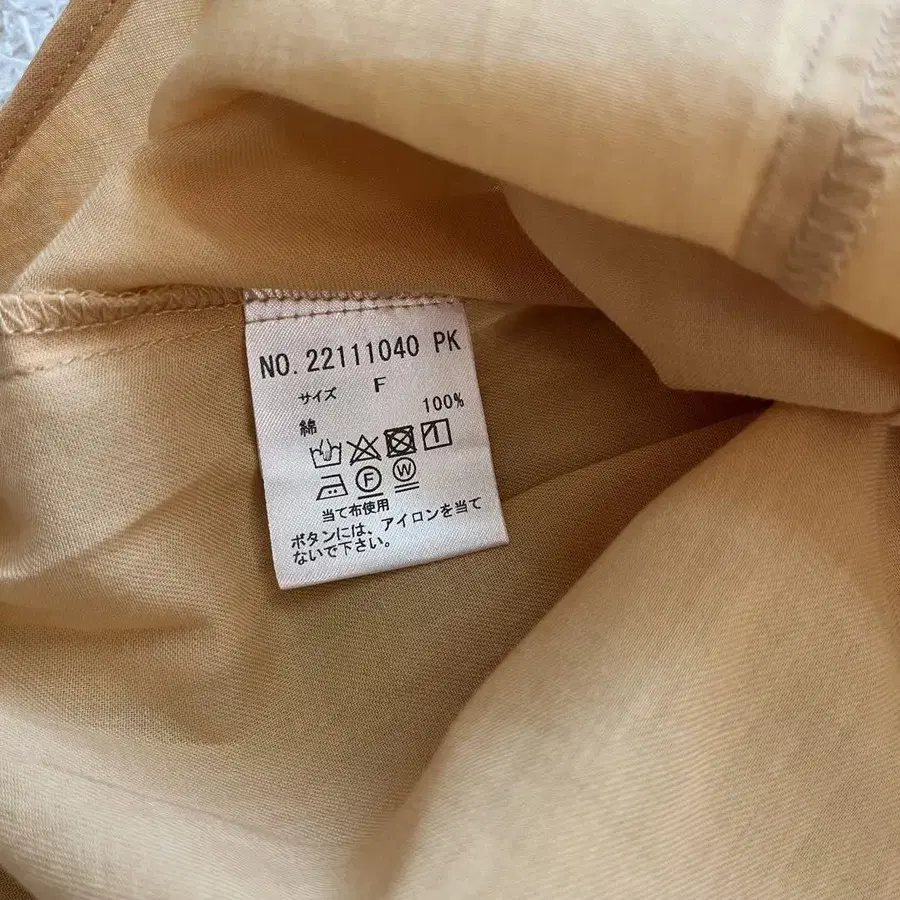 NO. 22111040 PK
サイズ F
綿 100%
F W
当て布使用
ボタンには、アイロンを当て
ないで下さい。